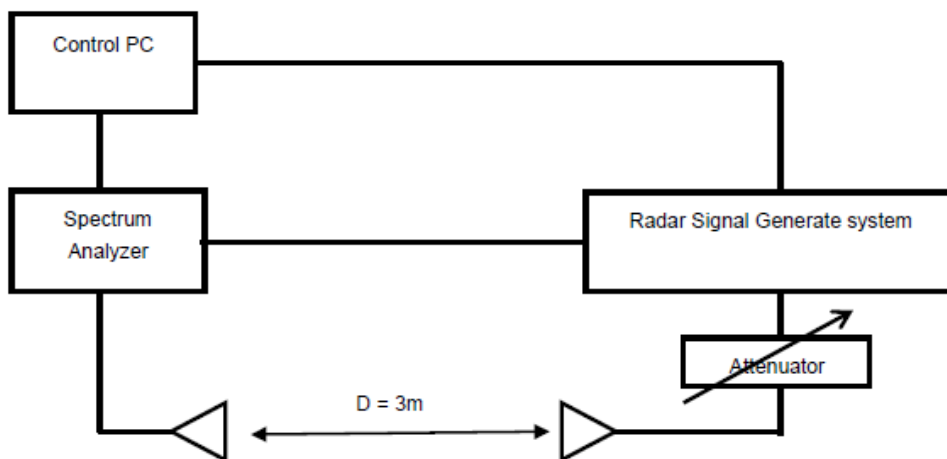 Control PC
Spectrum
Analyzer
Radar Signal Generate system
Attenuator
D = 3m